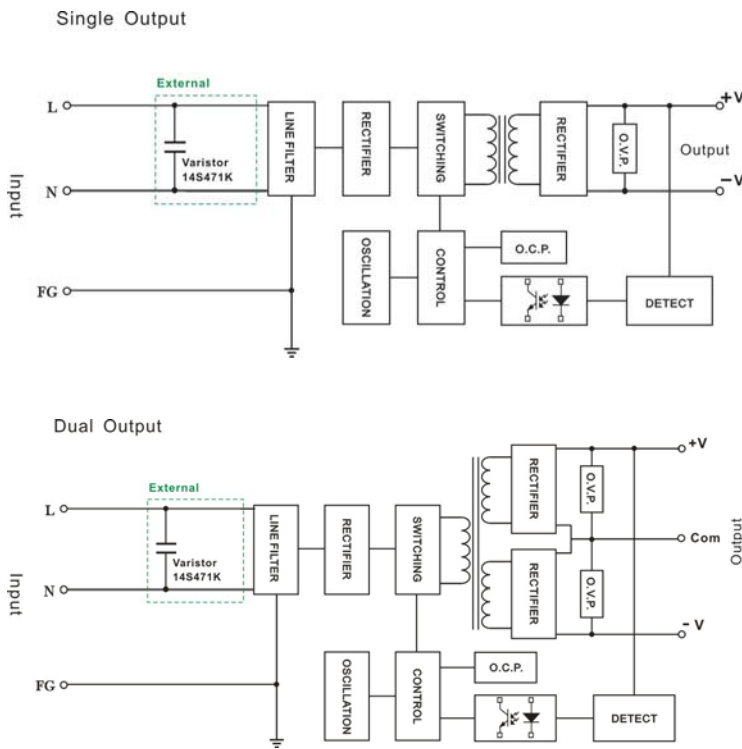 Single Output
External
L
Varistor
14S471K
N
Input
FG
LINE FILTER
RECTIFIER
SWITCHING
RECTIFIER
O.V.P.
+V
Output
-V
OSCILLATION
CONTROL
O.C.P.
DETECT
Dual Output
External
L
Varistor
14S471K
N
Input
FG
LINE FILTER
RECTIFIER
SWITCHING
RECTIFIER
RECTIFIER
O.V.P.
O.V.P.
+V
Com
Output
- V
OSCILLATION
CONTROL
O.C.P.
DETECT